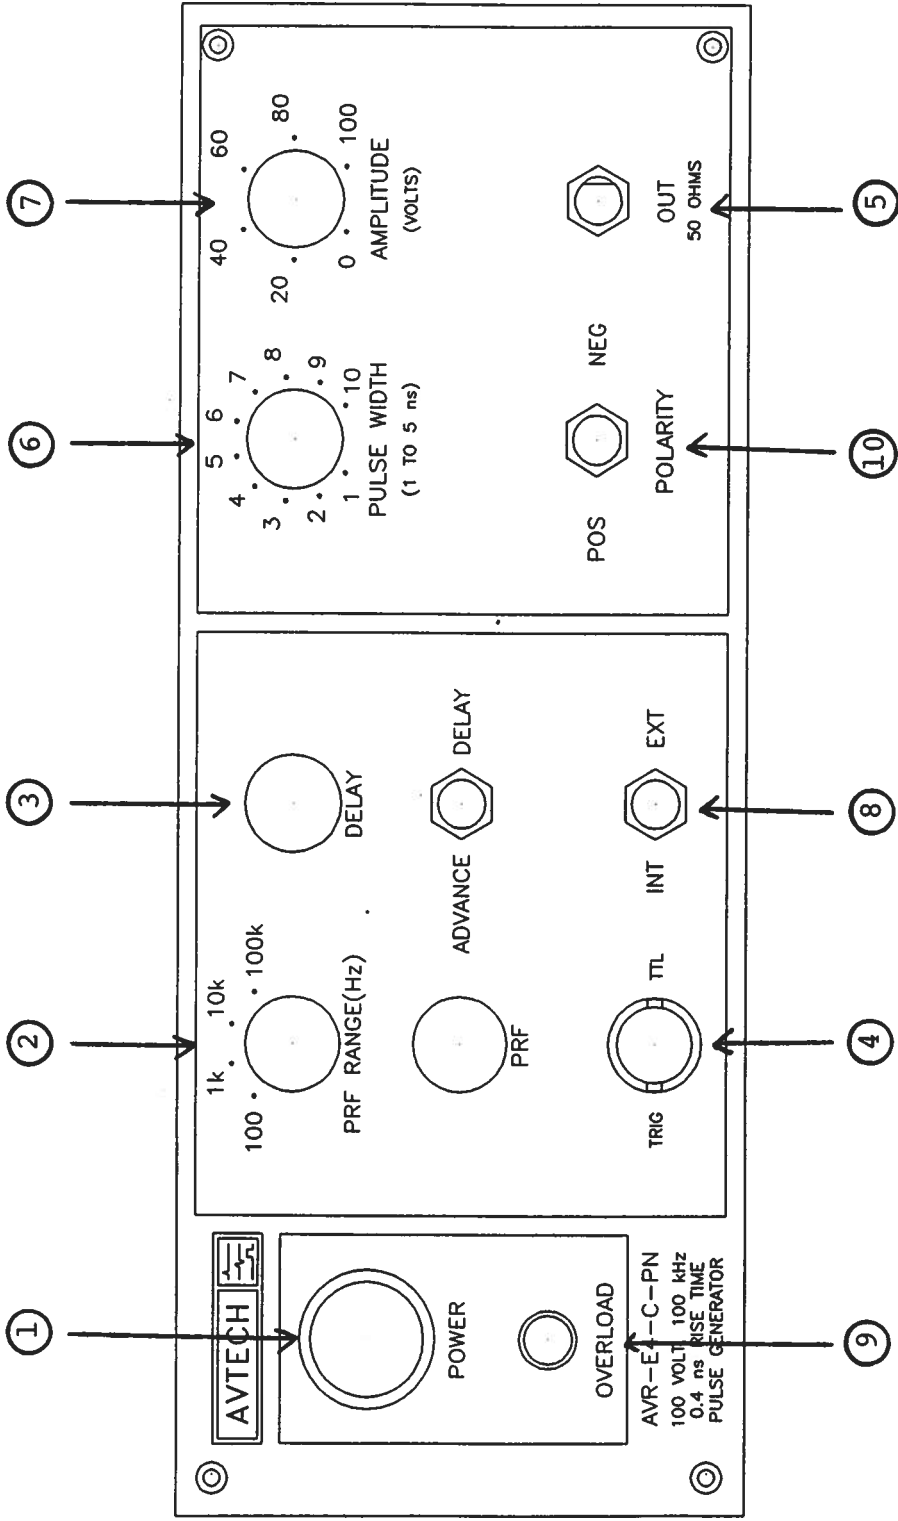 1
2
3
6
7
AVTECH
POWER
OVERLOAD
AVR-E4-C-PN
100 VOLT, 100 kHz
0.4 ns RISE TIME
PULSE GENERATOR
100
1k
10k
100k
PRF RANGE(Hz)
DELAY
PRF
ADVANCE
DELAY
TRIG
TTL
INT
EXT
1
2
3
4
5
6
7
8
9
10
PULSE WIDTH
(1 TO 5 ns)
0
20
40
60
80
100
AMPLITUDE
(VOLTS)
POS
NEG
POLARITY
OUT
50 OHMS
9
4
8
10
5